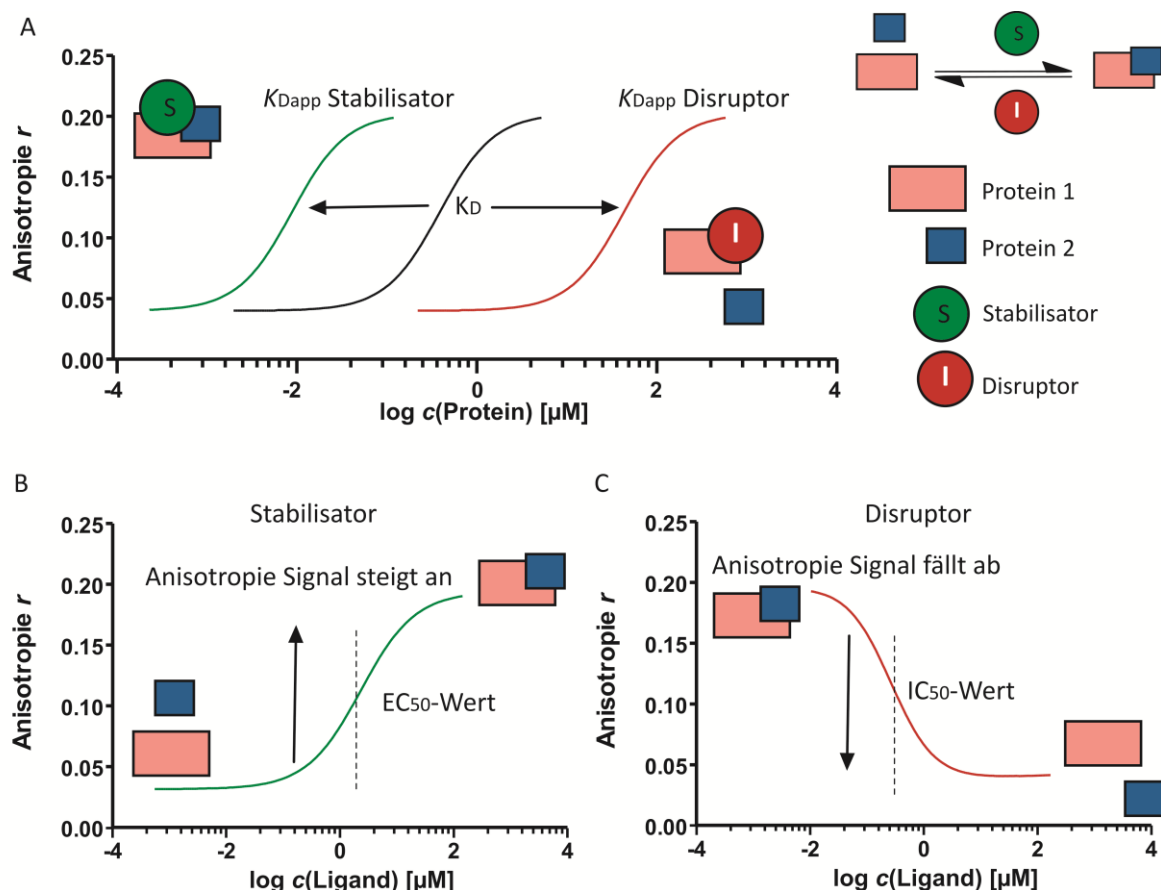 A
Anisotropie r
0.25
0.20
0.15
0.10
0.05
0.00
-4
-2
0
2
4
log c(Protein) [µM]
S
KDapp Stabilisator
KDapp Disruptor
KD
I
S
I
Protein 1
Protein 2
S
Stabilisator
I
Disruptor
B
Stabilisator
Anisotropie r
0.25
0.20
0.15
0.10
0.05
0.00
-4
-2
0
2
4
log c(Ligand) [µM]
Anisotropie Signal steigt an
EC50-Wert
C
Disruptor
Anisotropie r
0.25
0.20
0.15
0.10
0.05
0.00
-4
-2
0
2
4
log c(Ligand) [µM]
Anisotropie Signal fällt ab
IC50-Wert